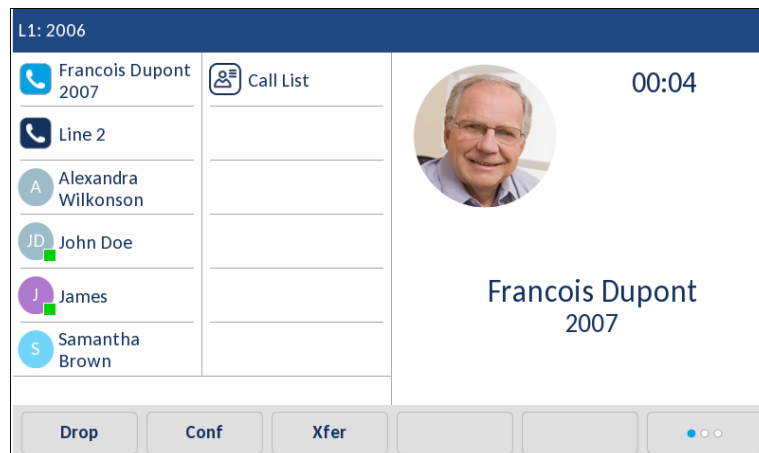 L1: 2006
Francois Dupont
2007
Line 2
A
Alexandra
Wilkonson
JD
John Doe
J
James
S
Samantha
Brown
Call List
00:04
Francois Dupont
2007
Drop
Conf
Xfer